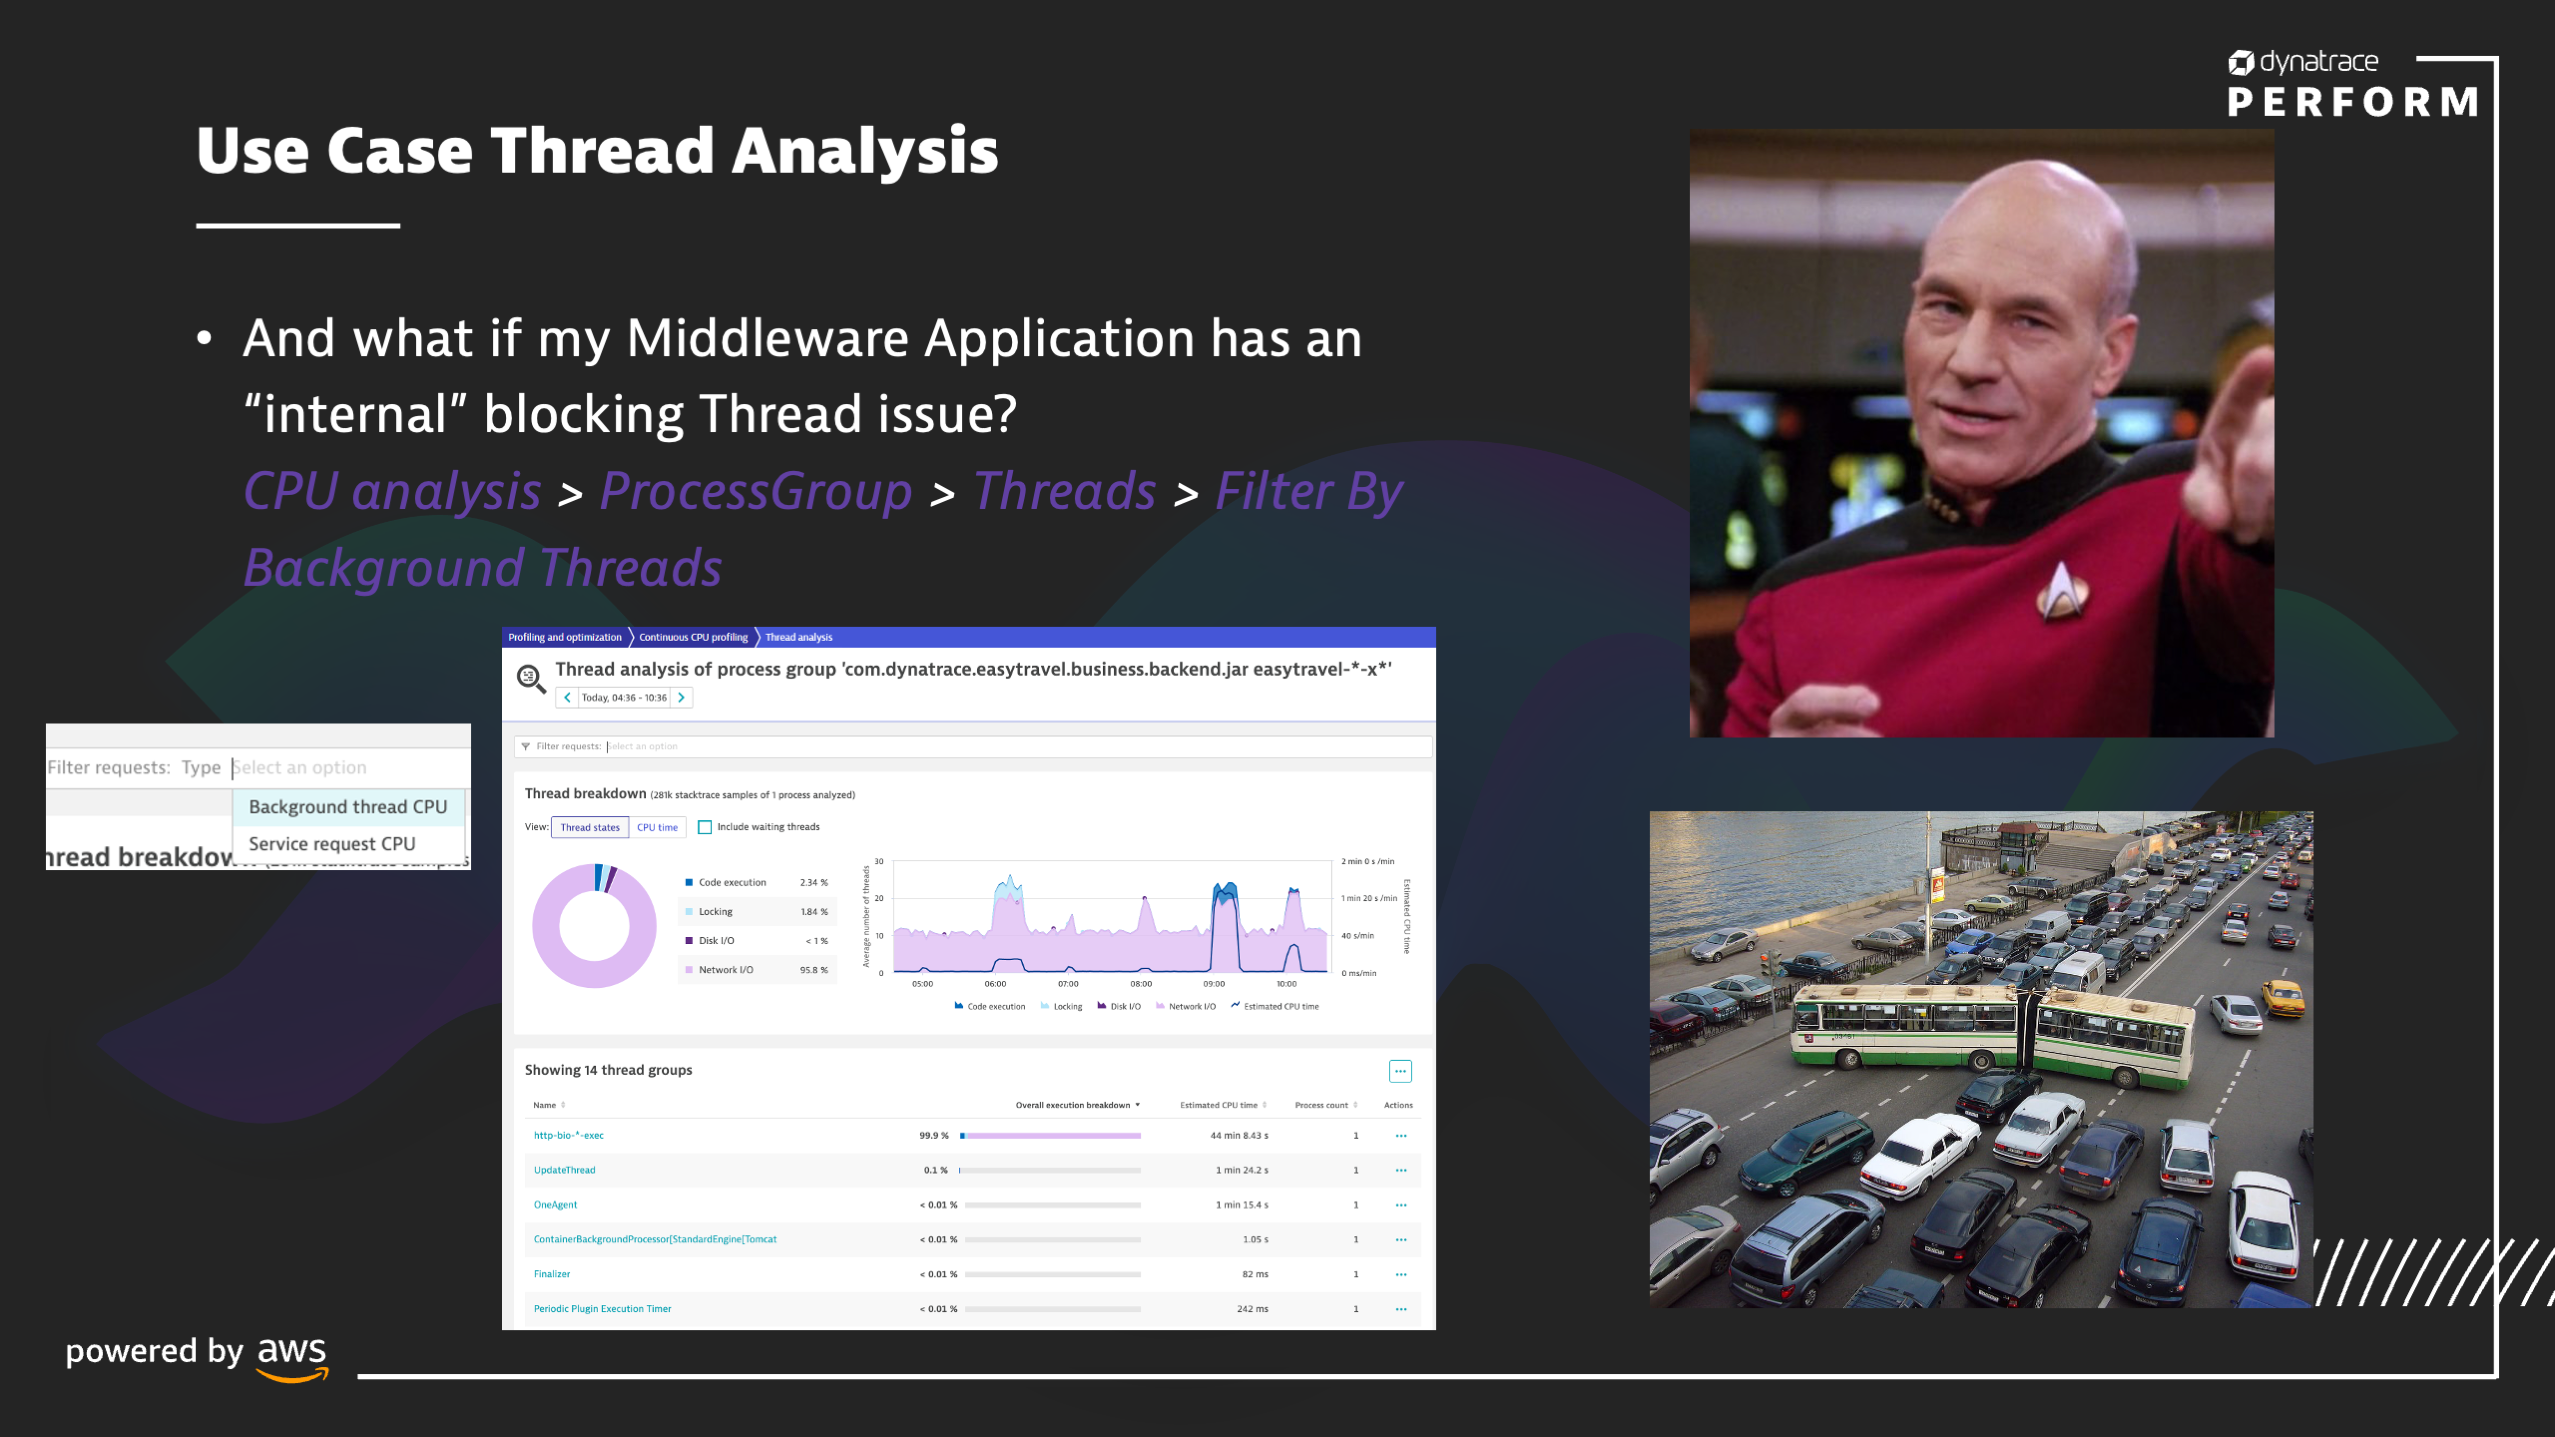 dynatrace
PERFORM
Use Case Thread Analysis
• And what if my Middleware Application has an
“internal” blocking Thread issue?
CPU analysis > ProcessGroup > Threads > Filter By
Background Threads
Filter requests: Type Select an option
Background thread CPU
Service request CPU
Profiling and optimization Continuous CPU profiling Thread analysis
Thread analysis of process group 'com.dynatrace.easytravel.business.backend.jar easytravel-*-x*'
Today, 04:36 - 10:36
Filter requests: Select an option
Thread breakdown (281k stacktrace samples of 1 process analyzed)
View: Thread states CPU time Include waiting threads
Code execution 2.34 %
Locking 1.84 %
Disk I/O < 1 %
Network I/O 95.8 %
Average number of threads
30
20
10
0
2 min 0 s /min
1 min 20 s /min
40 s/min
0 ms/min
Estimated CPU time
05:00 06:00 07:00 08:00 09:00 10:00
Code execution Locking Disk I/O Network I/O Estimated CPU time
Showing 14 thread groups
...
Name Overall execution breakdown Estimated CPU time Process count Actions
http-bio-*-exec 99.9 % 44 min 8.43 s 1 ...
UpdateThread 0.1 % 1 min 24.2 s 1 ...
OneAgent < 0.01 % 1 min 15.4 s 1 ...
ContainerBackgroundProcessor[StandardEngine[Tomcat < 0.01 % 1.05 s 1 ...
Finalizer < 0.01 % 82 ms 1 ...
Periodic Plugin Execution Timer < 0.01 % 242 ms 1 ...
powered by aws